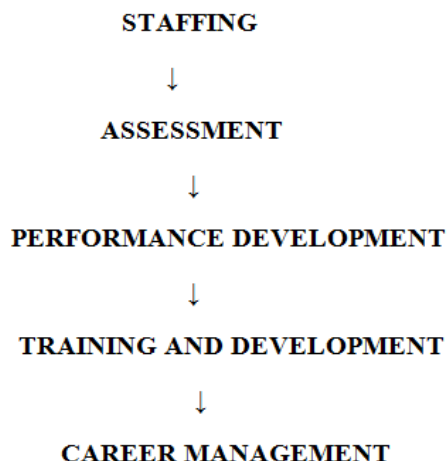 STAFFING
↓
ASSESSMENT
↓
PERFORMANCE DEVELOPMENT
↓
TRAINING AND DEVELOPMENT
↓
CAREER MANAGEMENT